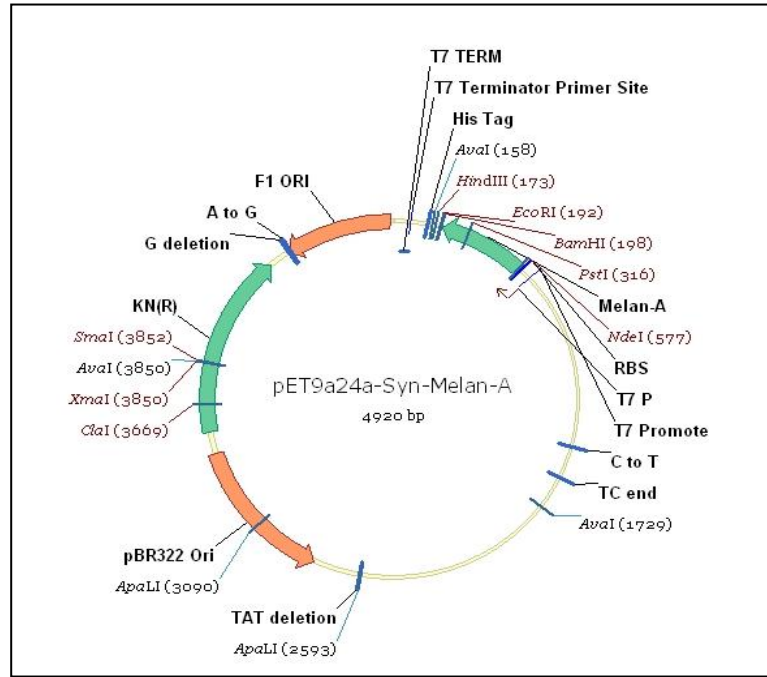 T7 TERM
T7 Terminator Primer Site
His Tag
AvaI (158)
HindIII (173)
EcoRI (192)
BamHI (198)
PstI (316)
Melan-A
NdeI (577)
RBS
T7 P
T7 Promote
C to T
TC end
AvaI (1729)
F1 ORI
A to G
G deletion
KN(R)
SmaI (3852)
AvaI (3850)
XmaI (3850)
ClaI (3669)
pET9a24a-Syn-Melan-A
4920 bp
pBR322 Ori
ApaLI (3090)
TAT deletion
ApaLI (2593)